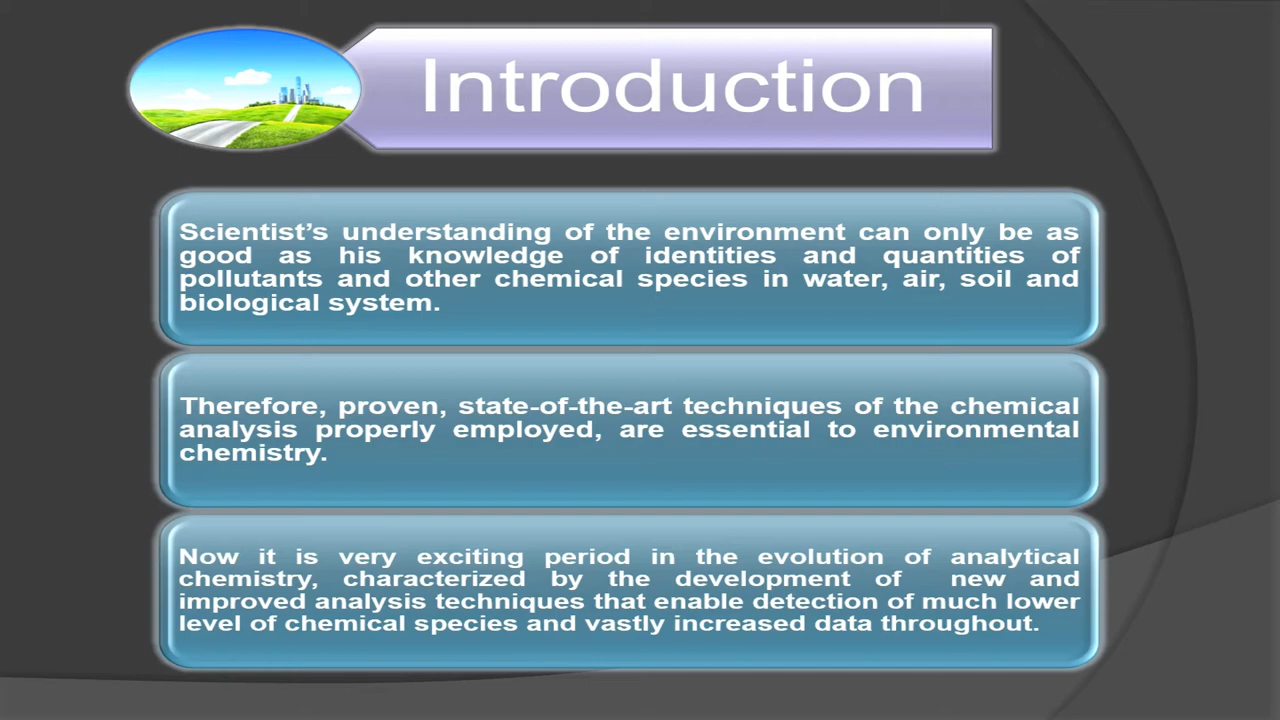 Introduction
Scientist’s understanding of the environment can only be as
good as his knowledge of identities and quantities of
pollutants and other chemical species in water, air, soil and
biological system.
Therefore, proven, state-of-the-art techniques of the chemical
analysis properly employed, are essential to environmental
chemistry.
Now it is very exciting period in the evolution of analytical
chemistry, characterized by the development of new and
improved analysis techniques that enable detection of much lower
level of chemical species and vastly increased data throughout.